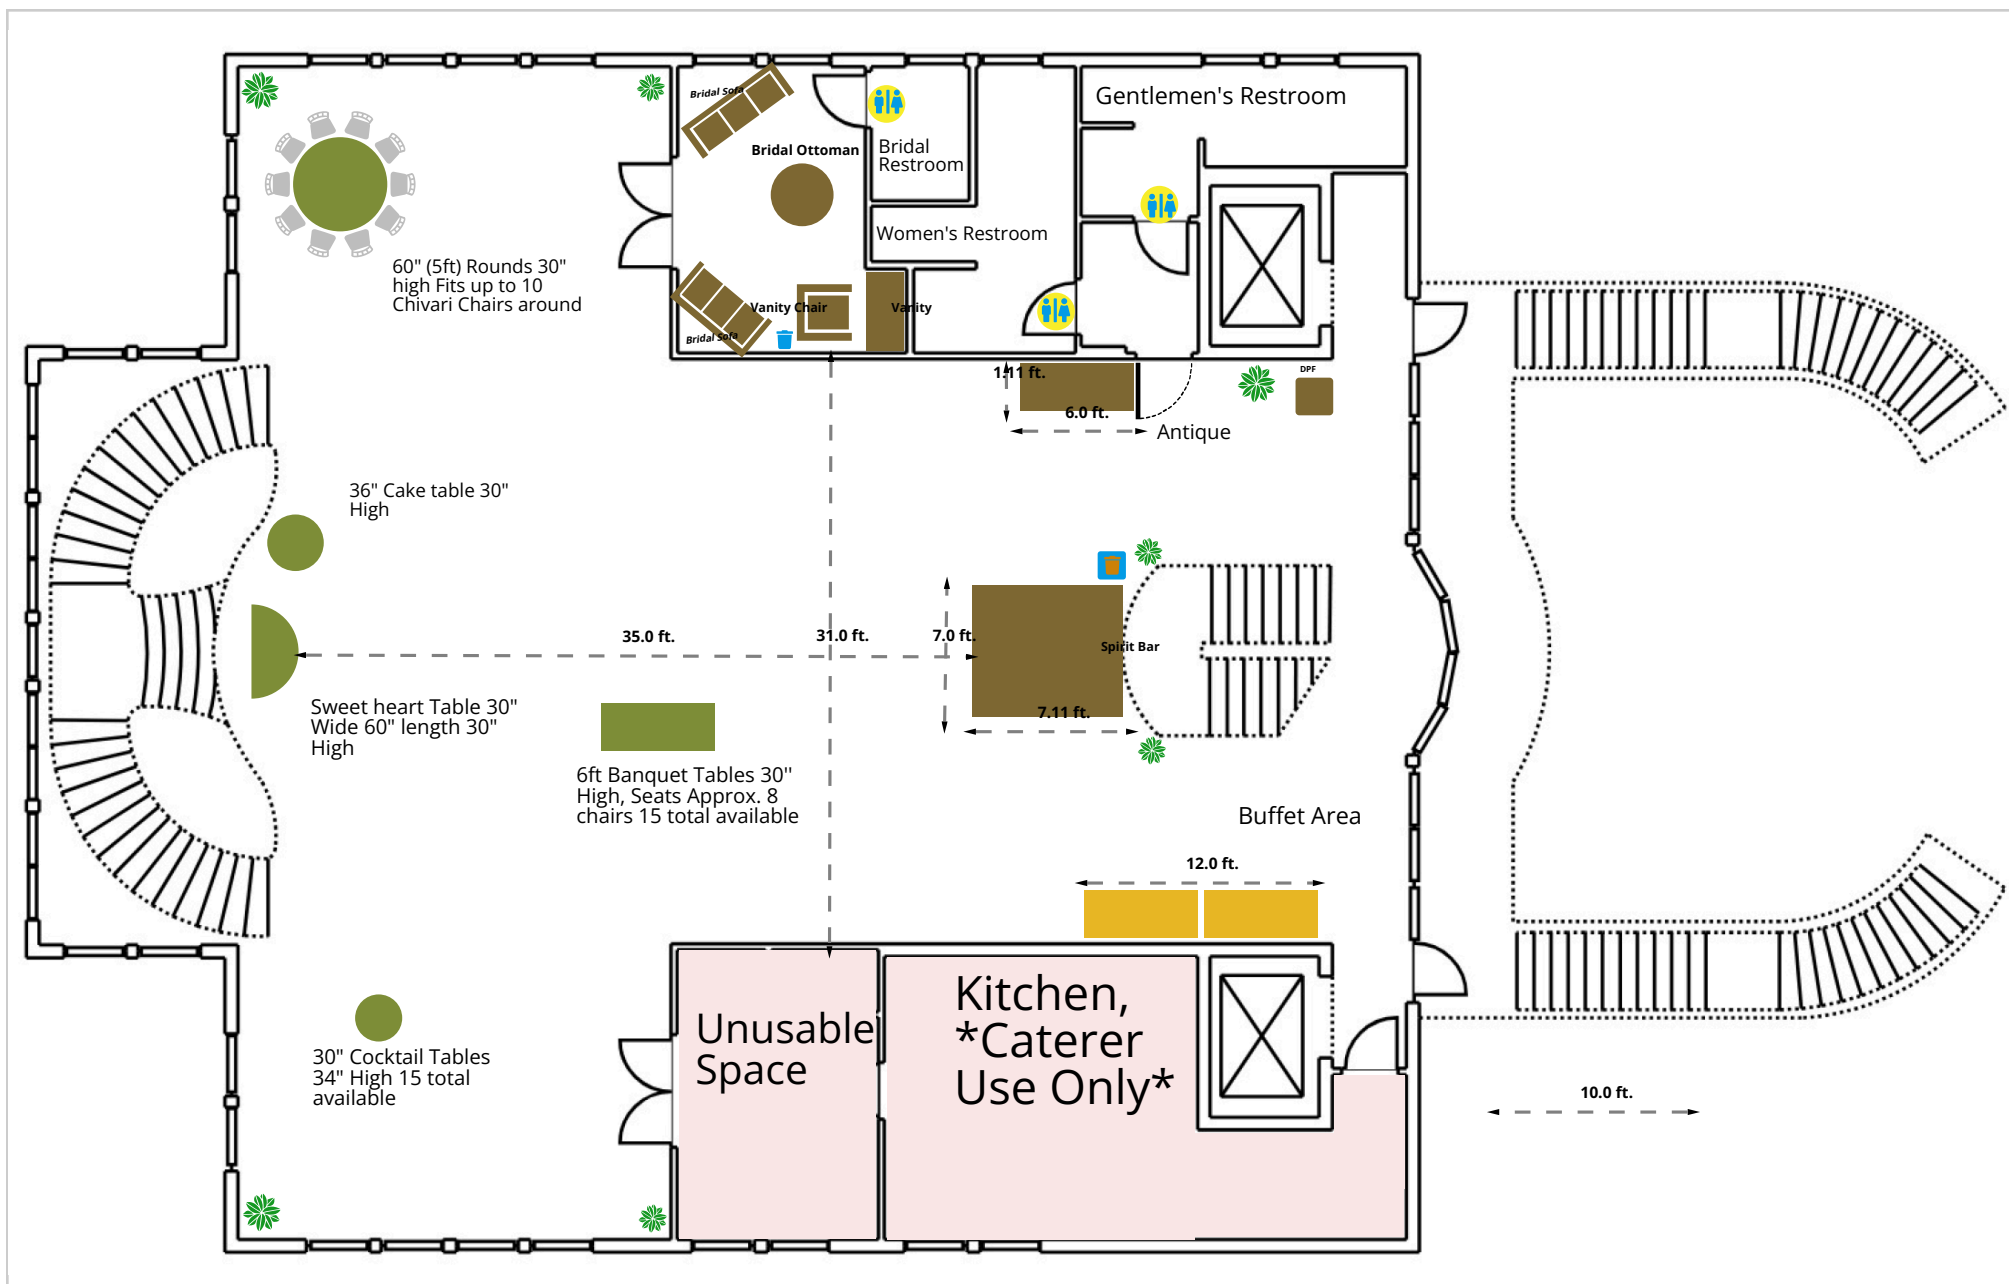 Bridal Sofa
Gentlemen's Restroom
Bridal Ottoman
Bridal
Restroom
Women's Restroom
60" (5ft) Rounds 30"
high Fits up to 10
Chivari Chairs around
Vanity Chair
Vanity
Bridal Sofa
1.11 ft.
DPF
6.0 ft.
Antique
36" Cake table 30"
High
35.0 ft.
31.0 ft.
7.0 ft.
Spirit Bar
Sweet heart Table 30"
Wide 60" length 30"
High
7.11 ft.
6ft Banquet Tables 30''
High, Seats Approx. 8
chairs 15 total available
Buffet Area
12.0 ft.
Unusable
Space
Kitchen,
*Caterer
Use Only*
30" Cocktail Tables
34" High 15 total
available
10.0 ft.